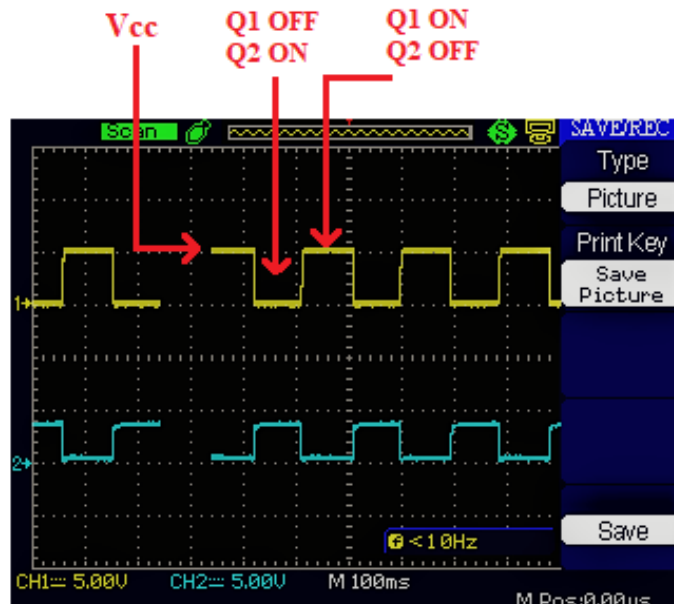 Vcc
Q1 OFF
Q2 ON
Q1 ON
Q2 OFF
Scan
S
SAVE/REC
Type
Picture
Print Key
Save
Picture
1
2
f <10Hz
Save
CH1 5.00V CH2 5.00V M 100ms
M Pos:0.00µs